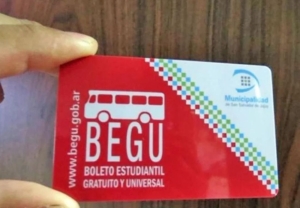 www.begu.gob.ar
BEGU
BOLETO ESTUDIANTIL
GRATUITO Y UNIVERSAL
Municipalidad